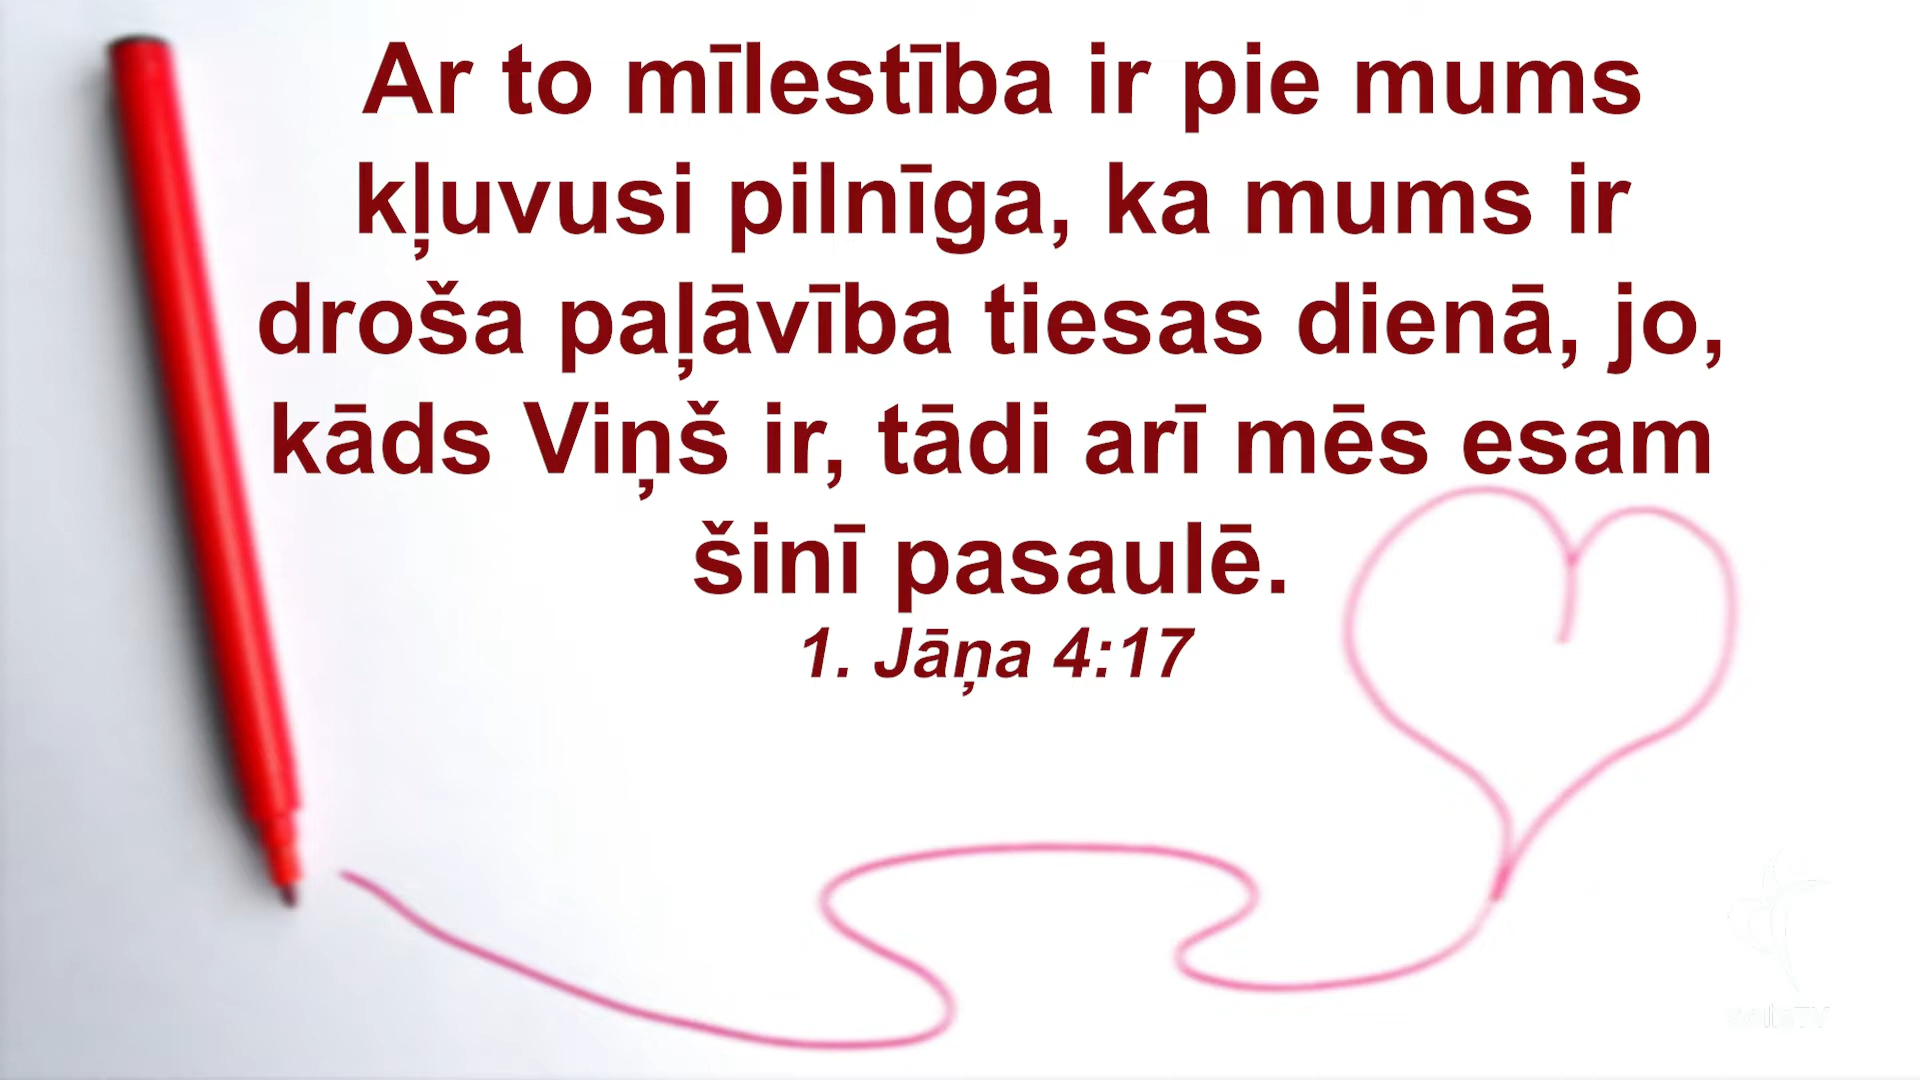 Ar to mīlestība ir pie mums
kļuvusi pilnīga, ka mums ir
droša paļāvība tiesas dienā, jo,
kāds Viņš ir, tādi arī mēs esam
šinī pasaulē.
1. Jāņa 4:17